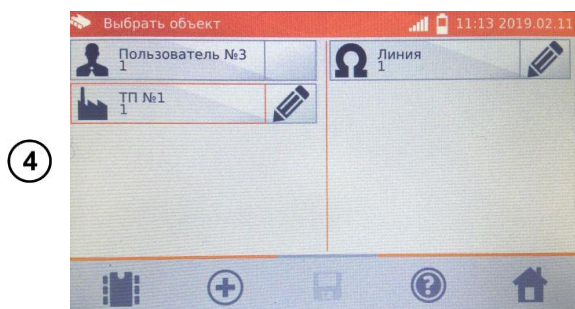 Выбрать объект
11:13 2019.02.11
Пользователь №3
1
ТП №1
1
Линия
1
4